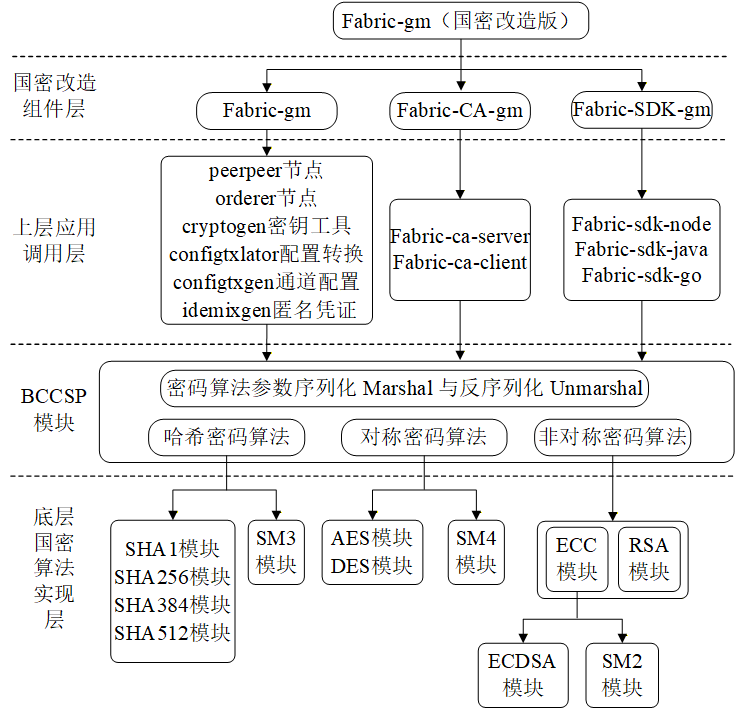 Fabric-gm（国密改造版）
国密改造
组件层
Fabric-gm
Fabric-CA-gm
Fabric-SDK-gm
上层应用
调用层
peerpeer节点
orderer节点
cryptogen密钥工具
configtxlator配置转换
configtxgen通道配置
idemixgen匿名凭证
Fabric-ca-server
Fabric-ca-client
Fabric-sdk-node
Fabric-sdk-java
Fabric-sdk-go
BCCSP
模块
密码算法参数序列化 Marshal 与反序列化 Unmarshal
哈希密码算法
对称密码算法
非对称密码算法
底层
国密
算法
实现
层
SHA1模块
SHA256模块
SHA384模块
SHA512模块
SM3
模块
AES模块
DES模块
SM4
模块
ECC
模块
RSA
模块
ECDSA
模块
SM2
模块